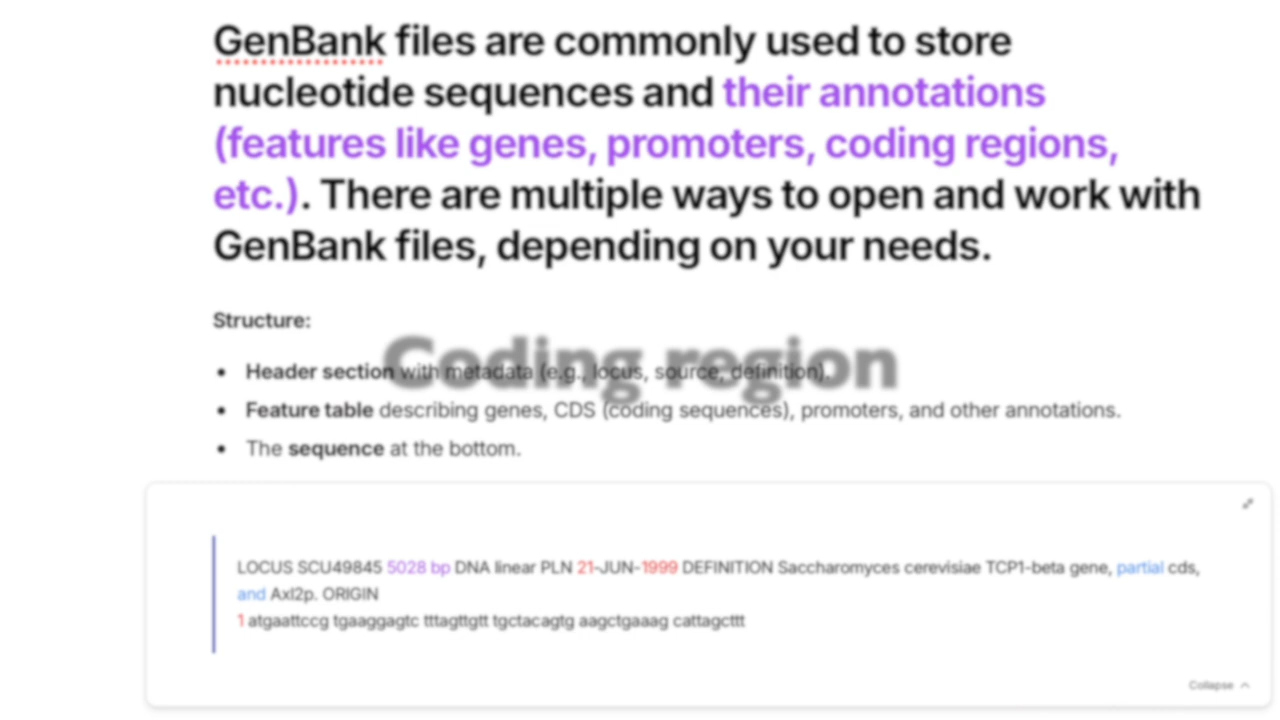 GenBank files are commonly used to store
nucleotide sequences and their annotations
(features like genes, promoters, coding regions,
etc.). There are multiple ways to open and work with
GenBank files, depending on your needs.
Structure:
Coding region
• Header section with metadata (e.g., locus, source, definition).
• Feature table describing genes, CDS (coding sequences), promoters, and other annotations.
• The sequence at the bottom.
LOCUS SCU49845 5028 bp DNA linear PLN 21-JUN-1999 DEFINITION Saccharomyces cerevisiae TCP1-beta gene, partial cds,
and Axl2p. ORIGIN
1 atgaattccg tgaaggagtc tttagttgtt tgctacagtg aagctgaaag cattagcttt
Collapse